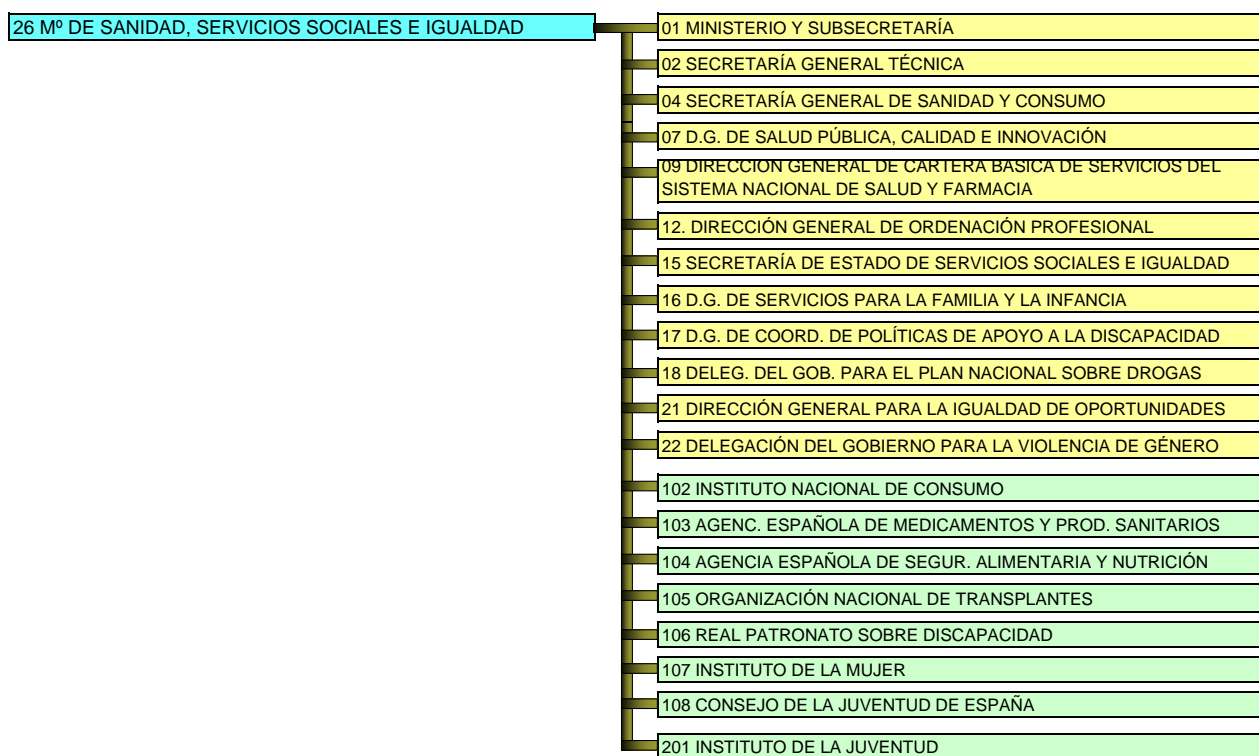 26 Mº DE SANIDAD, SERVICIOS SOCIALES E IGUALDAD
01 MINISTERIO Y SUBSECRETARÍA
02 SECRETARÍA GENERAL TÉCNICA
04 SECRETARÍA GENERAL DE SANIDAD Y CONSUMO
07 D.G. DE SALUD PÚBLICA, CALIDAD E INNOVACIÓN
09 DIRECCIÓN GENERAL DE CARTERA BÁSICA DE SERVICIOS DEL
SISTEMA NACIONAL DE SALUD Y FARMACIA
12. DIRECCIÓN GENERAL DE ORDENACIÓN PROFESIONAL
15 SECRETARÍA DE ESTADO DE SERVICIOS SOCIALES E IGUALDAD
16 D.G. DE SERVICIOS PARA LA FAMILIA Y LA INFANCIA
17 D.G. DE COORD. DE POLÍTICAS DE APOYO A LA DISCAPACIDAD
18 DELEG. DEL GOB. PARA EL PLAN NACIONAL SOBRE DROGAS
21 DIRECCIÓN GENERAL PARA LA IGUALDAD DE OPORTUNIDADES
22 DELEGACIÓN DEL GOBIERNO PARA LA VIOLENCIA DE GÉNERO
102 INSTITUTO NACIONAL DE CONSUMO
103 AGENC. ESPAÑOLA DE MEDICAMENTOS Y PROD. SANITARIOS
104 AGENCIA ESPAÑOLA DE SEGUR. ALIMENTARIA Y NUTRICIÓN
105 ORGANIZACIÓN NACIONAL DE TRANSPLANTES
106 REAL PATRONATO SOBRE DISCAPACIDAD
107 INSTITUTO DE LA MUJER
108 CONSEJO DE LA JUVENTUD DE ESPAÑA
201 INSTITUTO DE LA JUVENTUD